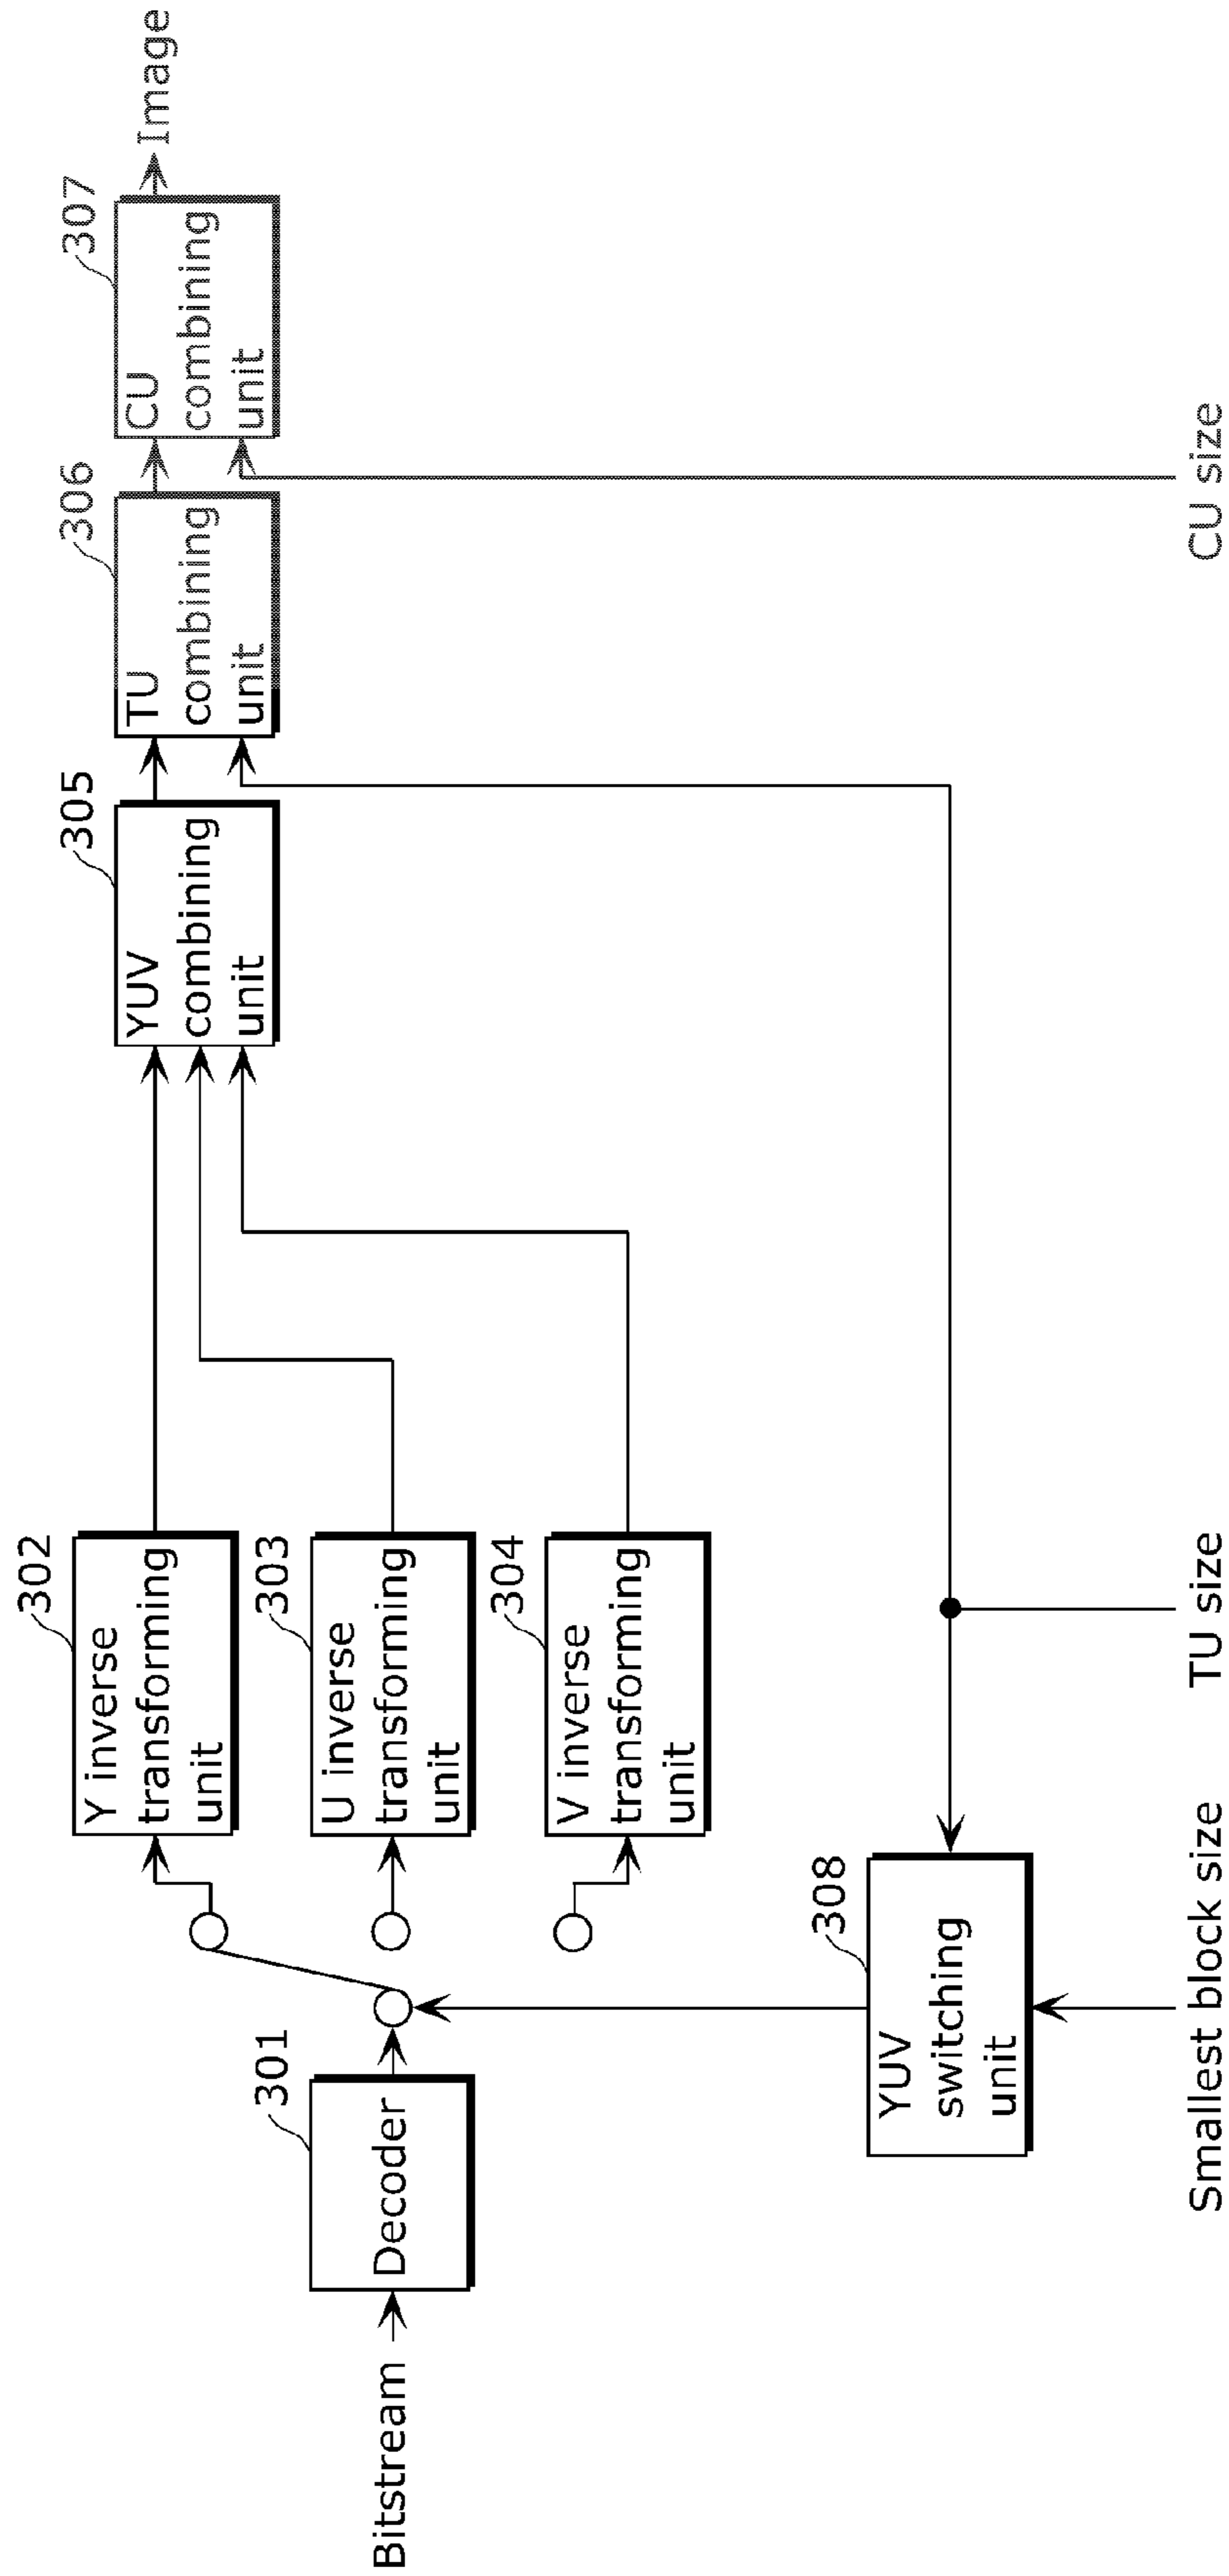 Bitstream
301
Decoder
302
Y inverse
transforming
unit
303
U inverse
transforming
unit
304
V inverse
transforming
unit
305
YUV
combining
unit
306
TU
combining
unit
307
CU
combining
unit
Image
308
YUV
switching
unit
Smallest block size
TU size
CU size